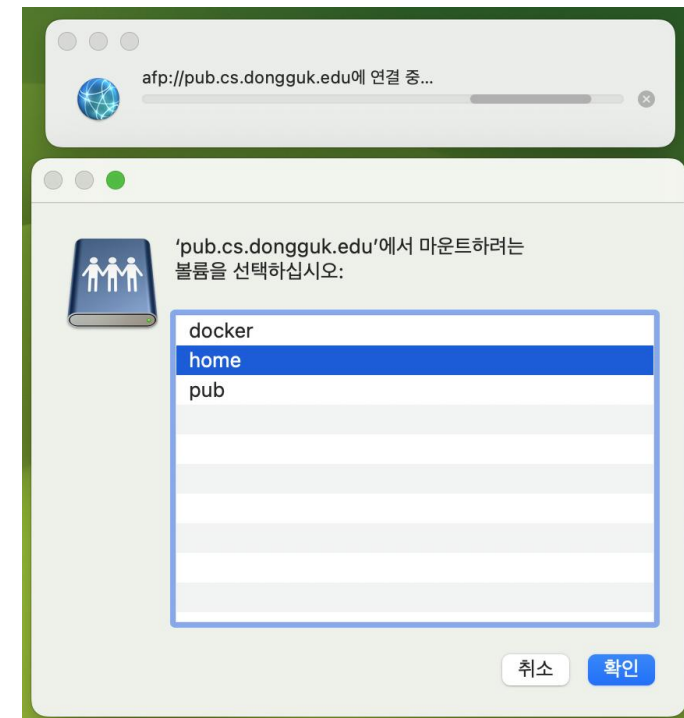 afp://pub.cs.dongguk.edu에 연결 중...
‘pub.cs.dongguk.edu’에서 마운트하려는
볼륨을 선택하십시오:
docker
home
pub
취소
확인